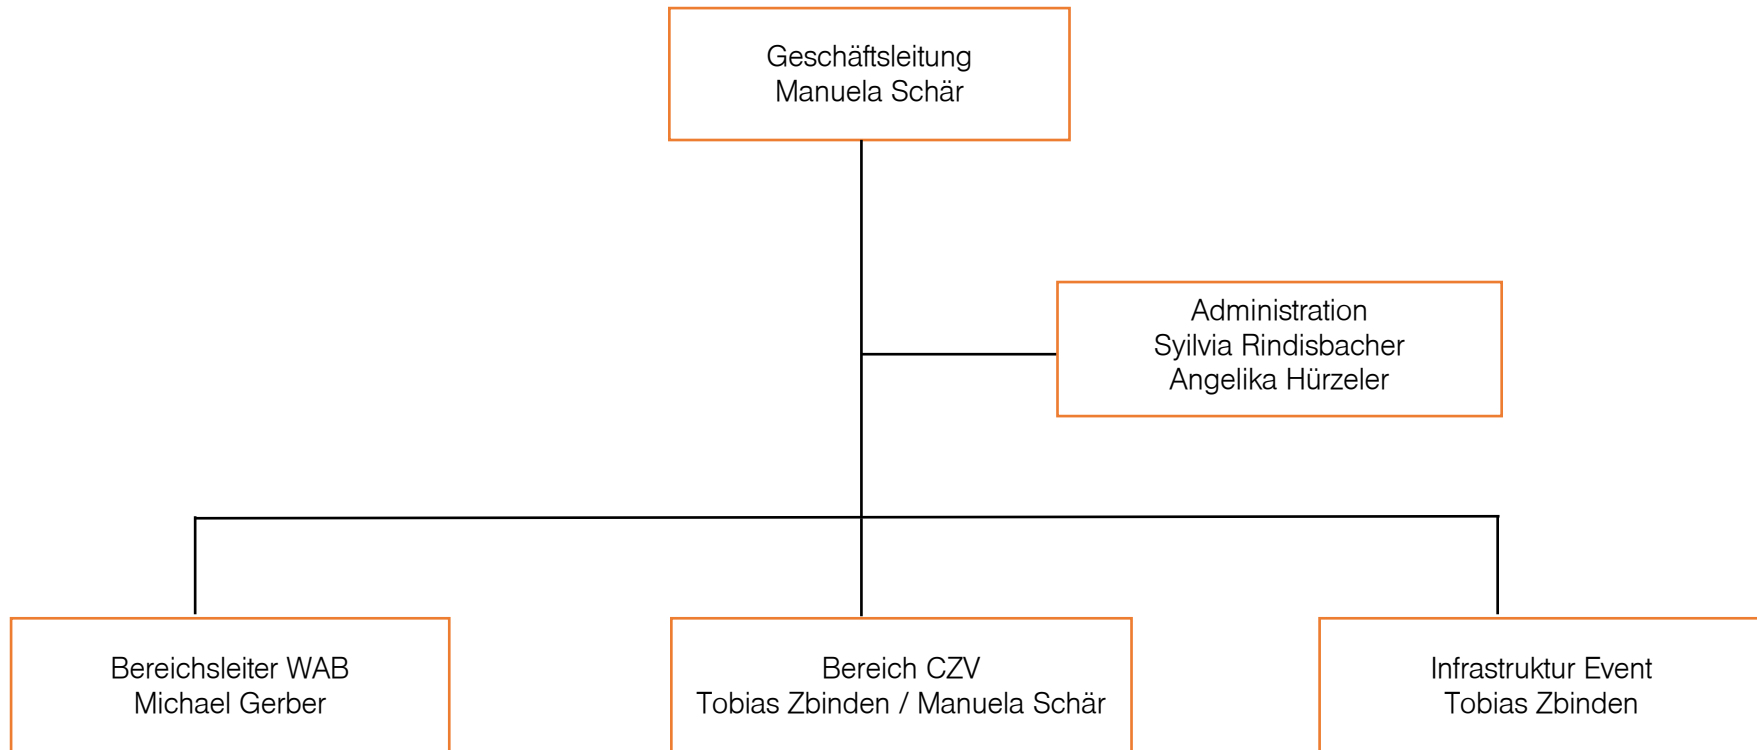 Geschäftsleitung
Manuela Schär
Administration
Syilvia Rindisbacher
Angelika Hürzeler
Bereichsleiter WAB
Michael Gerber
Bereich CZV
Tobias Zbinden / Manuela Schär
Infrastruktur Event
Tobias Zbinden